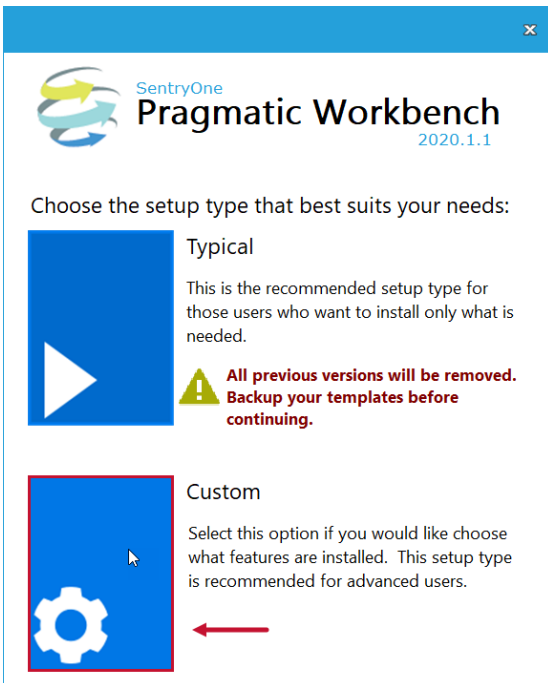 SentryOne
Pragmatic Workbench
2020.1.1
Choose the setup type that best suits your needs:
Typical
This is the recommended setup type for
those users who want to install only what is
needed.
All previous versions will be removed.
Backup your templates before
continuing.
Custom
Select this option if you would like choose
what features are installed.  This setup type
is recommended for advanced users.